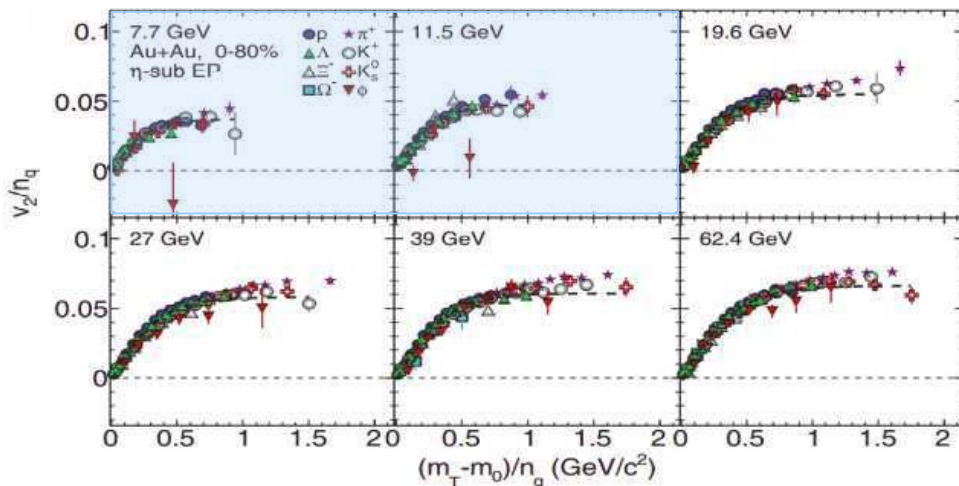 0.1
7.7 GeV
Au+Au, 0-80%
η-sub EP
p π⁺
Λ K⁺
Ξ⁻ K⁰ₛ
Ω⁻ φ
11.5 GeV
19.6 GeV
0.05
0
v₂/n_q
0.1
27 GeV
39 GeV
62.4 GeV
0.05
0
0 0.5 1 1.5 2 0.5 1 1.5 2 0.5 1 1.5 2
(m_T-m₀)/n_q (GeV/c²)